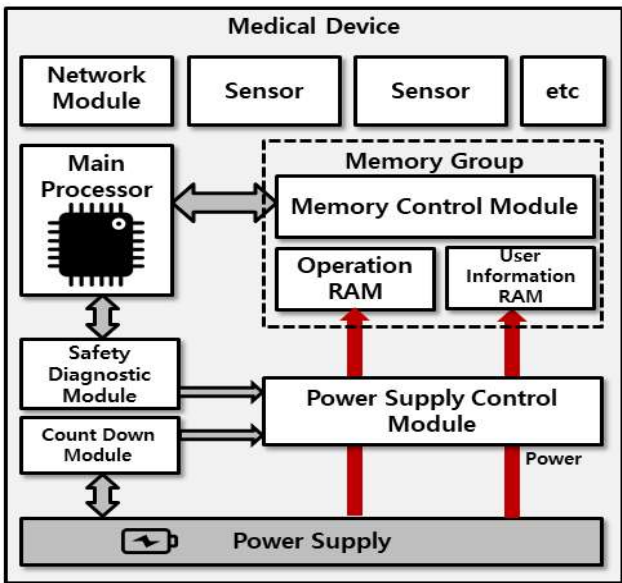 Medical Device
Network
Module
Sensor
Sensor
etc
Main
Processor
Memory Group
Memory Control Module
Operation
RAM
User
Information
RAM
Safety
Diagnostic
Module
Count Down
Module
Power Supply Control
Module
Power
Power Supply